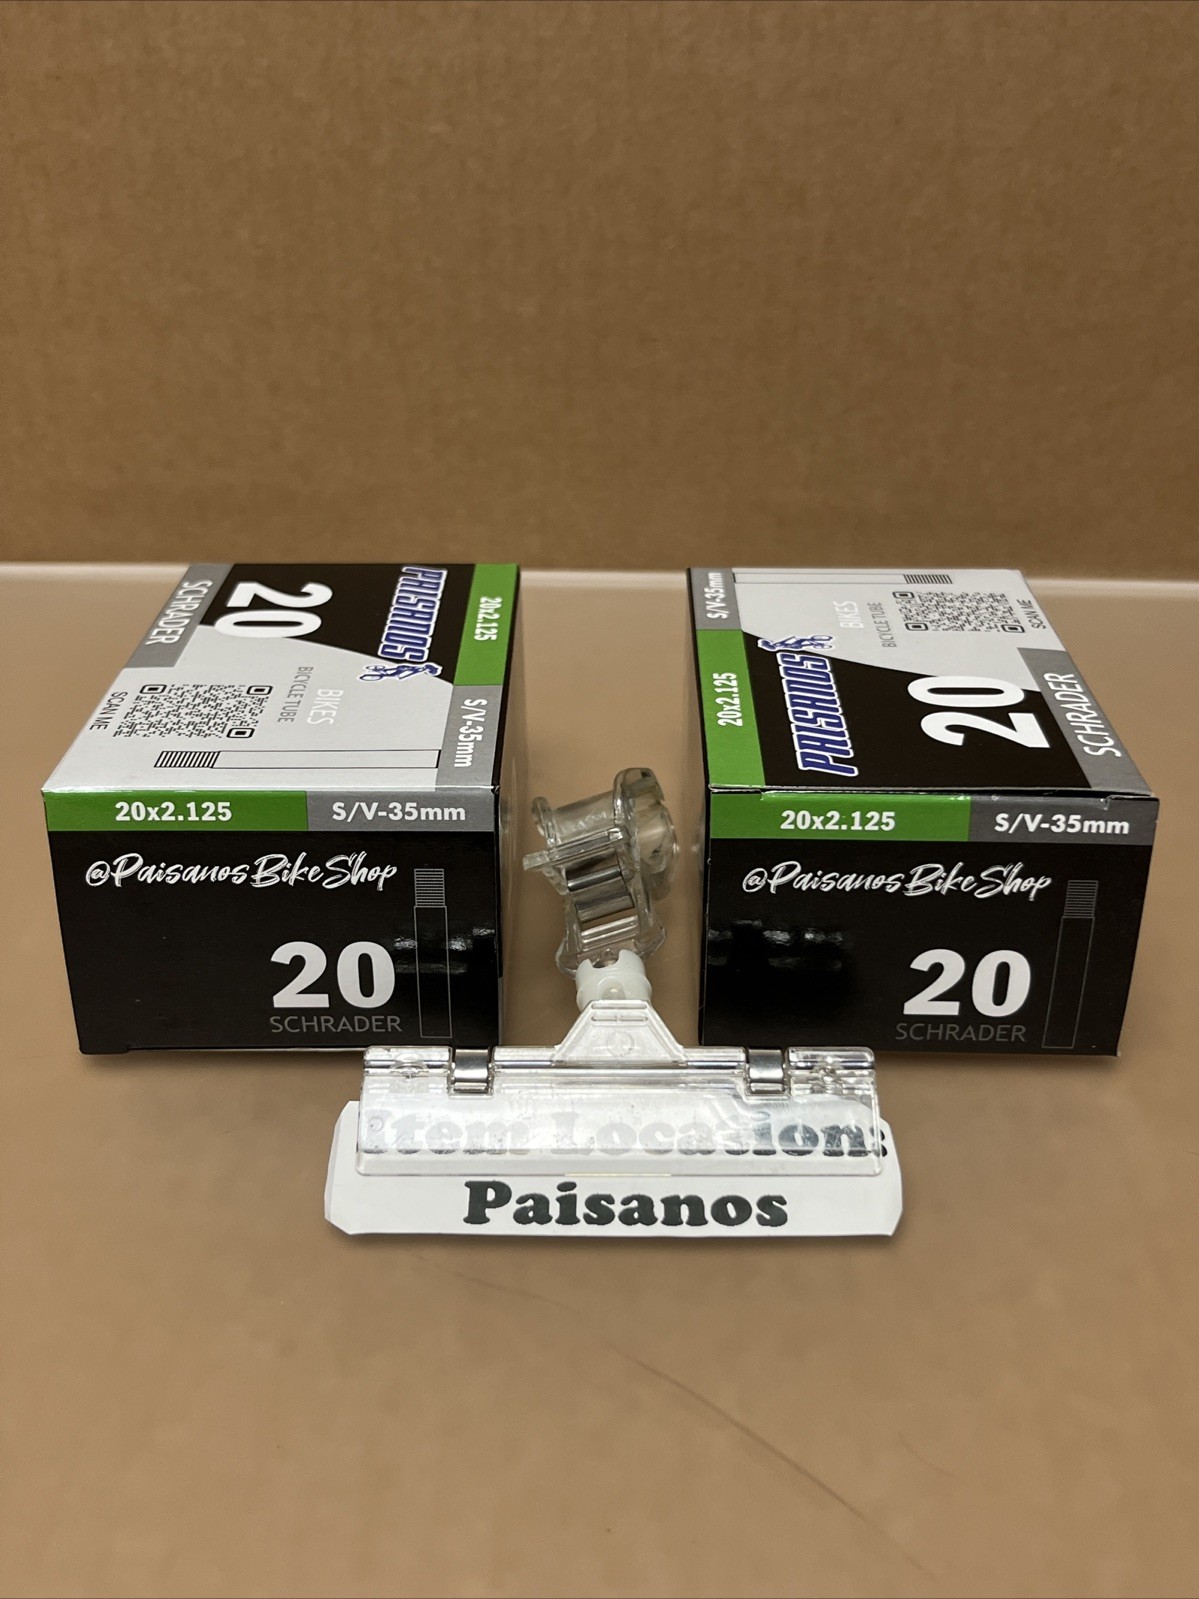 20x2.125
S/V-35mm
PAISANOS
BIKES
BICYCLE TUBE
20
SCHRADER
SCAN ME
20x2.125 S/V-35mm
@PaisanosBikeShop
20
SCHRADER
S/V-35mm
20x2.125
PAISANOS
BIKES
BICYCLE TUBE
20
SCHRADER
SCAN ME
20x2.125 S/V-35mm
@PaisanosBikeShop
20
SCHRADER
Item Location:
Paisanos